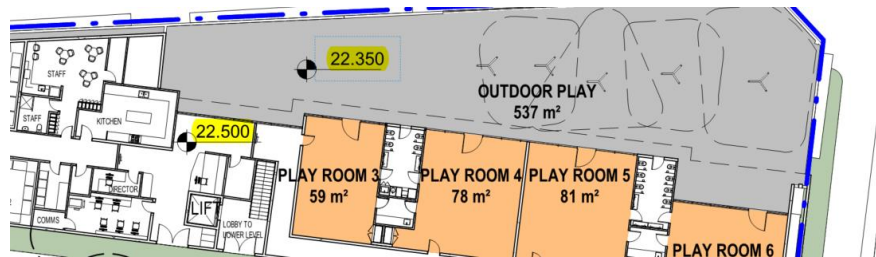 STAFF
22.350
OUTDOOR PLAY
537 m²
STAFF
KITCHEN
22.500
PLAY ROOM 3
59 m²
PLAY ROOM 4
78 m²
PLAY ROOM 5
81 m²
DIRECTOR
LIFT
COMMS
LOBBY TO
LOWER LEVEL
PLAY ROOM 6